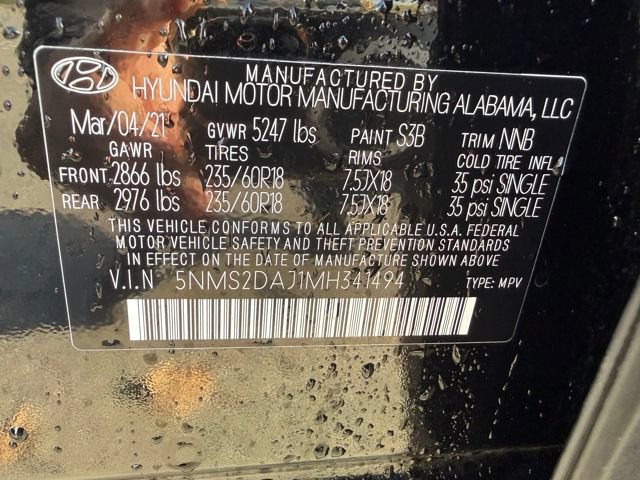 MANUFACTURED BY
HYUNDAI MOTOR MANUFACTURING ALABAMA, LLC
Mar/04/21 GVWR 5247 lbs PAINT S3B TRIM NNB
GAWR TIRES RIMS COLD TIRE INFL
FRONT 2866 lbs 235/60R18 7.5JX18 35 psi SINGLE
REAR 2976 lbs 235/60R18 7.5JX18 35 psi SINGLE
THIS VEHICLE CONFORMS TO ALL APPLICABLE U.S.A. FEDERAL
MOTOR VEHICLE SAFETY AND THEFT PREVENTION STANDARDS
IN EFFECT ON THE DATE OF MANUFACTURE SHOWN ABOVE.
V.I.N 5NMS2DAJ1MH341494 TYPE: MPV